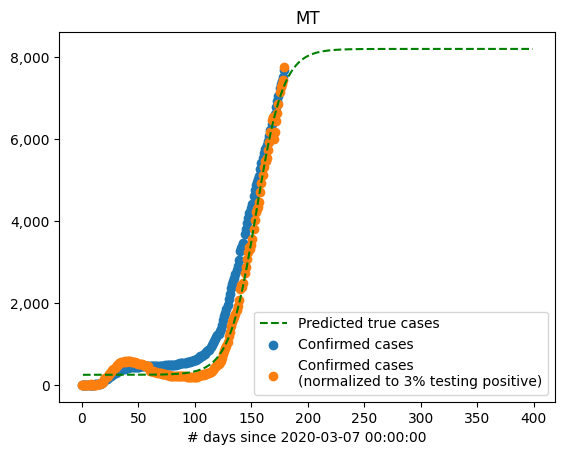 MT
8,000
6,000
4,000
2,000
0
Predicted true cases
Confirmed cases
Confirmed cases
(normalized to 3% testing positive)
0 50 100 150 200 250 300 350 400
# days since 2020-03-07 00:00:00